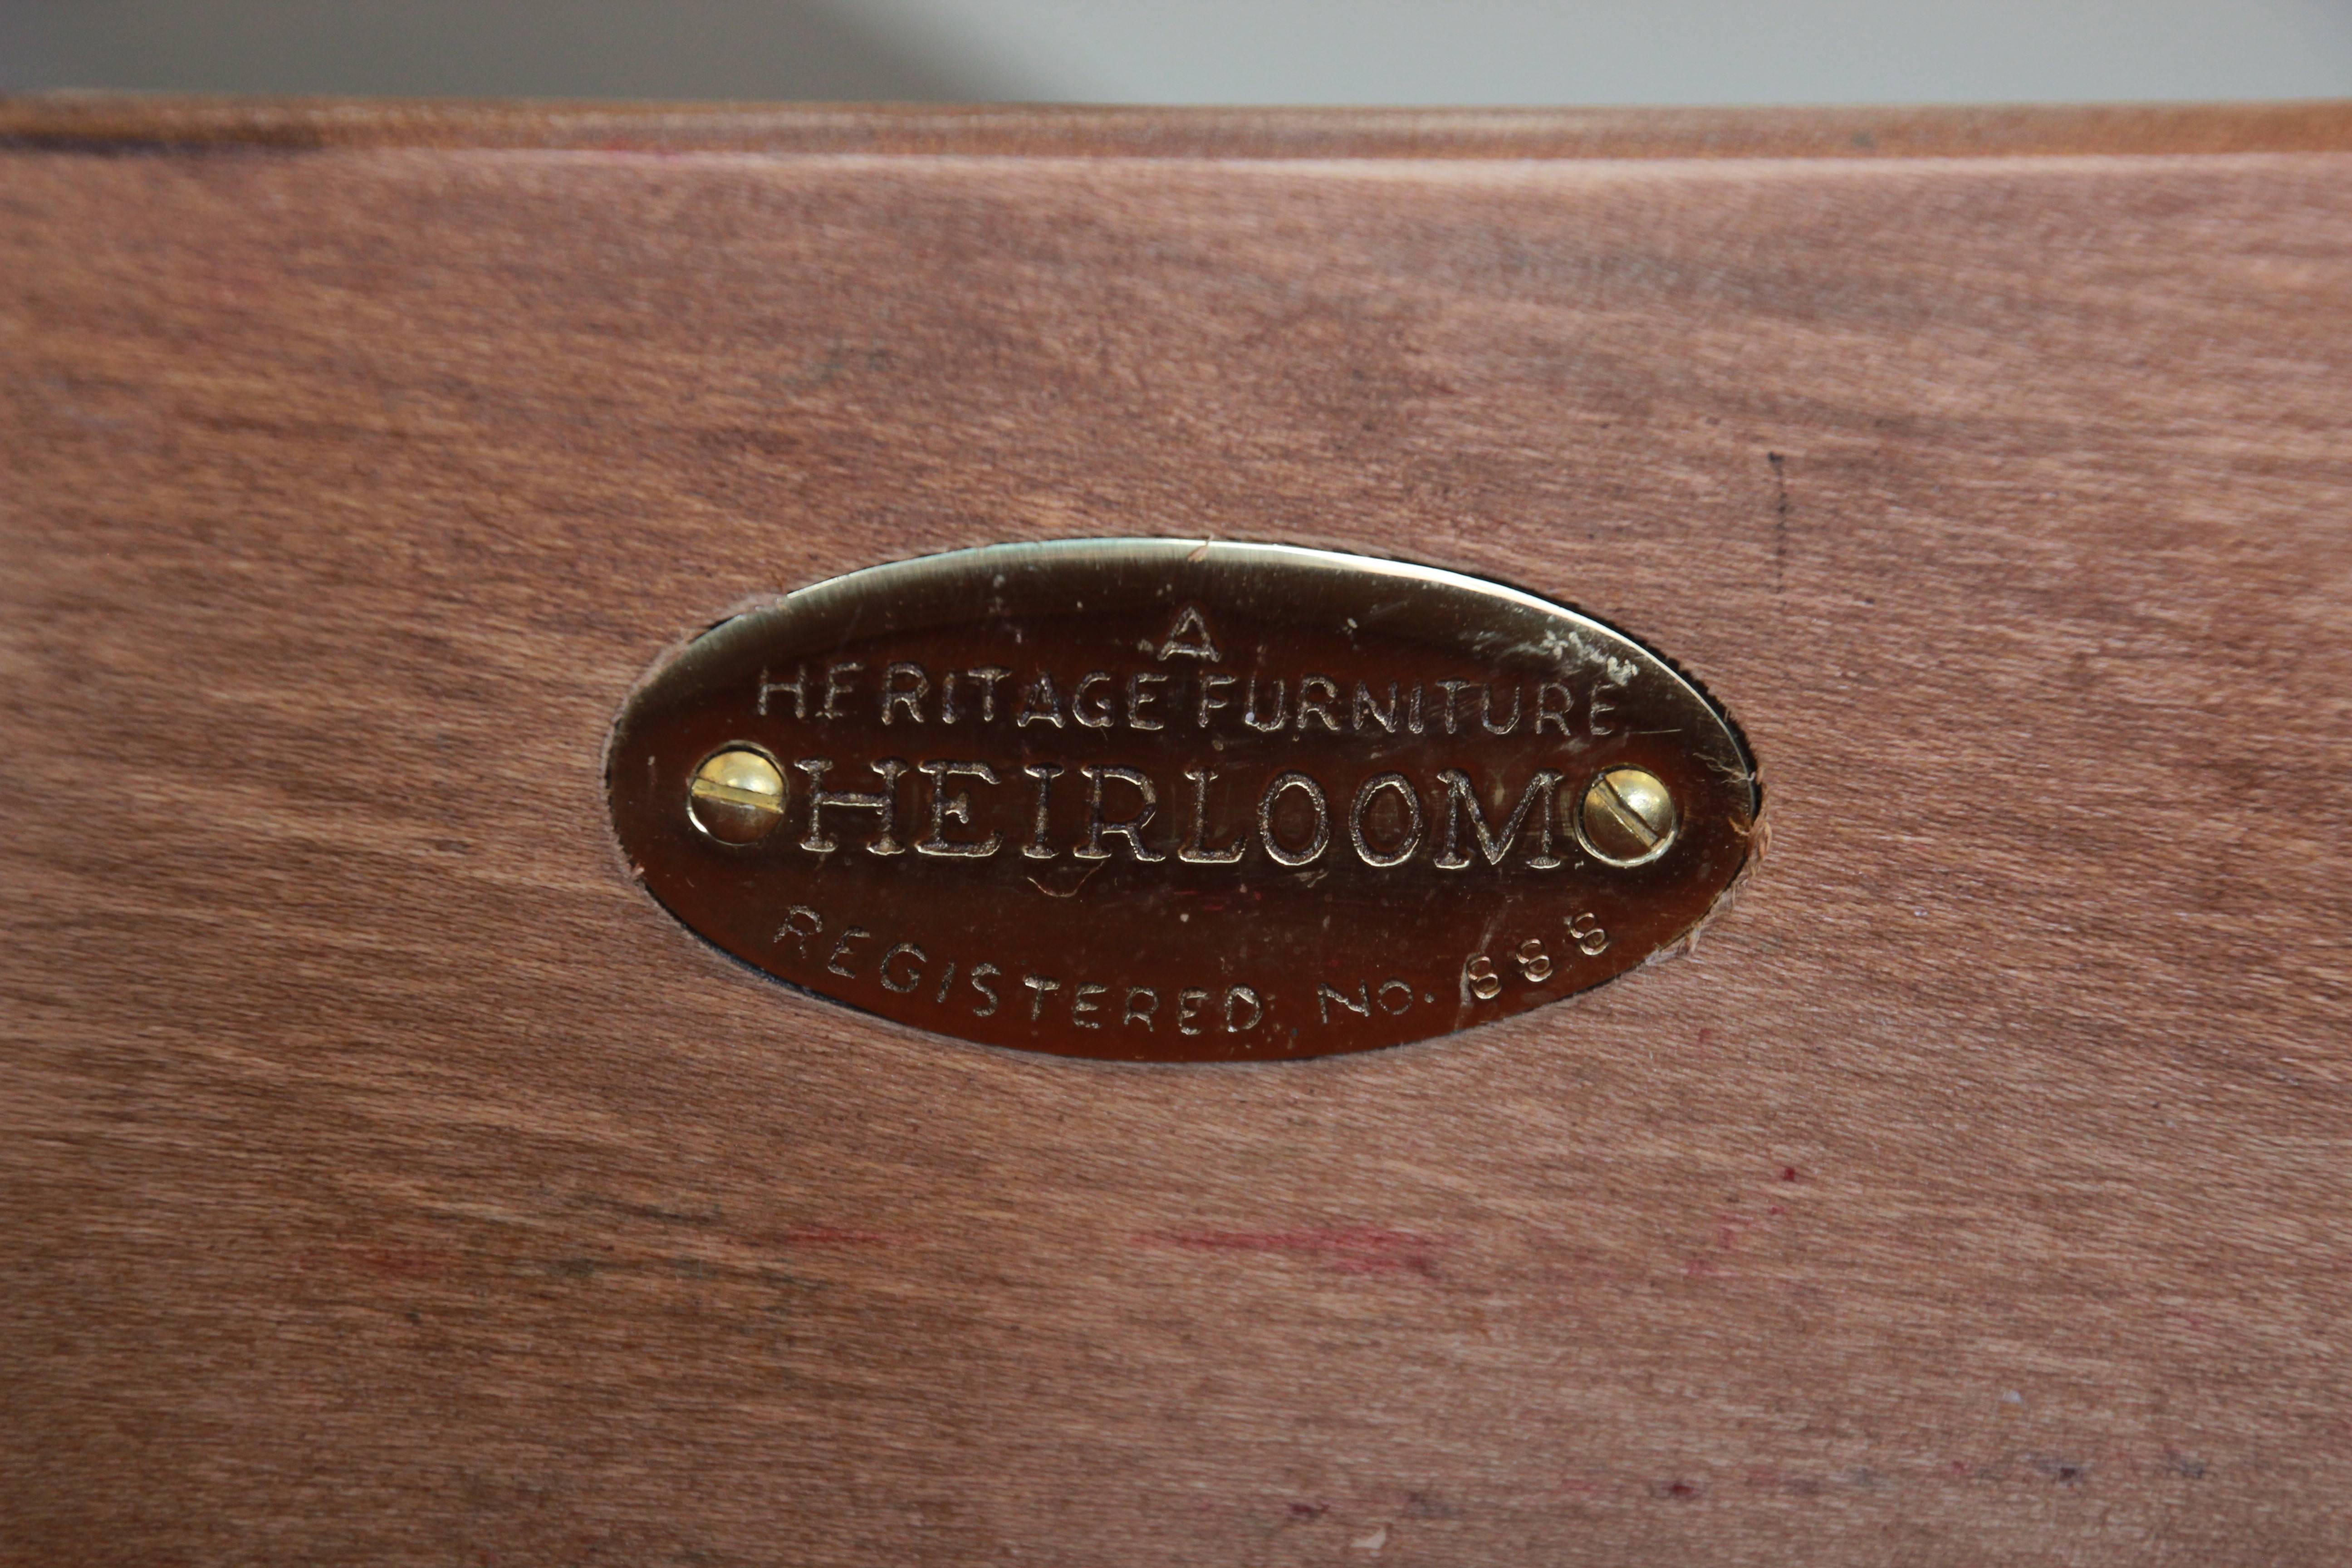 A
HERITAGE FURNITURE
HEIRLOOM
REGISTERED No. 888